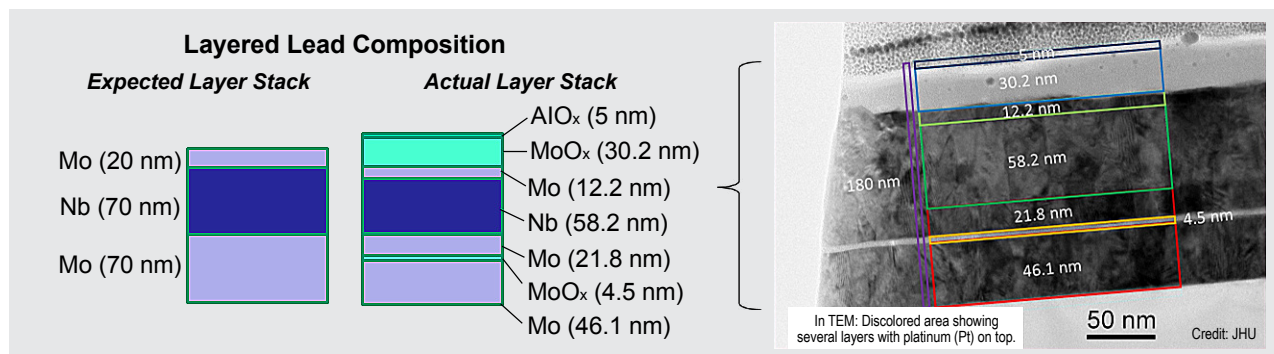 Layered Lead Composition
Expected Layer Stack
Actual Layer Stack
Mo (20 nm)
Nb (70 nm)
Mo (70 nm)
AlOx (5 nm)
MoOx (30.2 nm)
Mo (12.2 nm)
Nb (58.2 nm)
Mo (21.8 nm)
MoOx (4.5 nm)
Mo (46.1 nm)
5 nm
30.2 nm
12.2 nm
58.2 nm
180 nm
21.8 nm
4.5 nm
46.1 nm
In TEM: Discolored area showing
several layers with platinum (Pt) on top.
50 nm
Credit: JHU